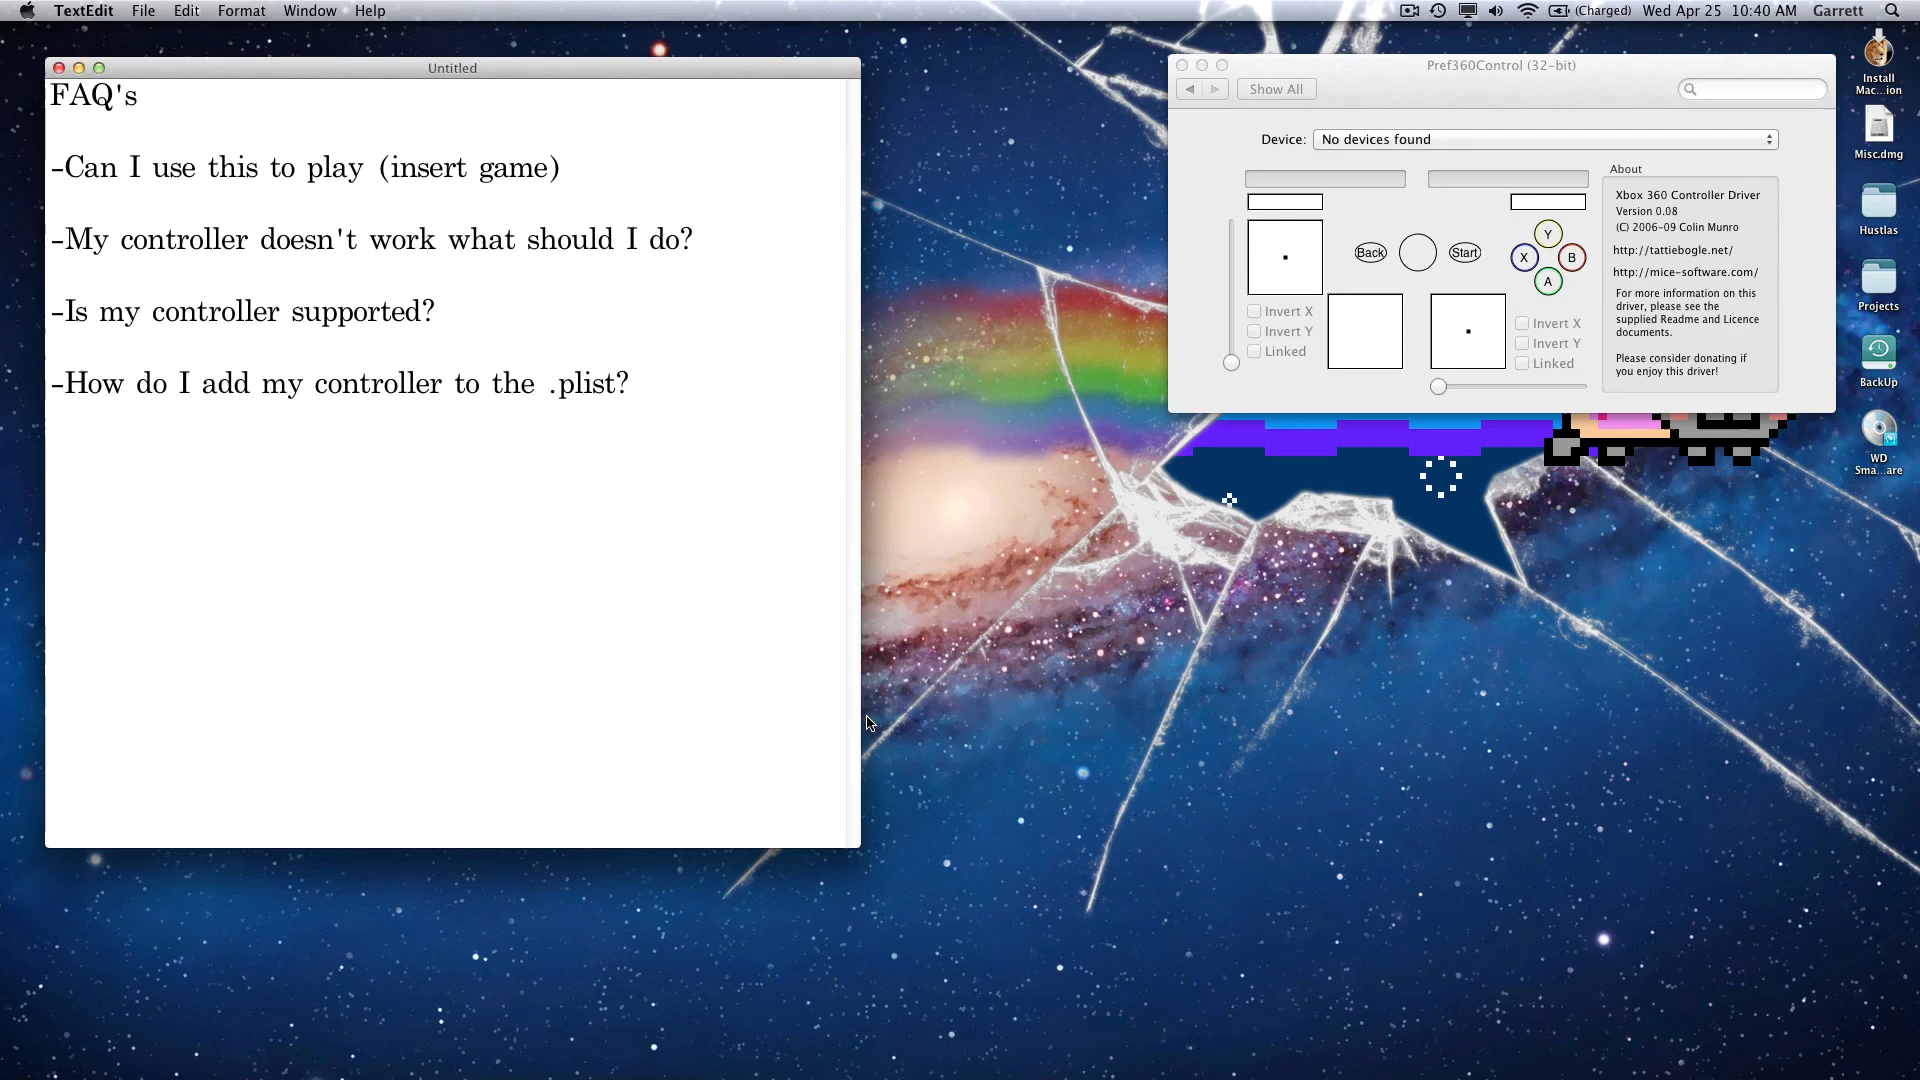 TextEdit File Edit Format Window Help (Charged) Wed Apr 25 10:40 AM Garrett
Untitled
FAQ's
-Can I use this to play (insert game)
-My controller doesn't work what should I do?
-Is my controller supported?
-How do I add my controller to the .plist?
Pref360Control (32-bit)
Show All
Device: No devices found
Back
Start
Y
X
B
A
Invert X
Invert Y
Linked
Invert X
Invert Y
Linked
About
Xbox 360 Controller Driver
Version 0.08
(C) 2006-09 Colin Munro
http://tattiebogle.net/
http://mice-software.com/
For more information on this
driver, please see the
supplied Readme and Licence
documents.
Please consider donating if
you enjoy this driver!
Install
Mac...ion
Misc.dmg
Hustlas
Projects
BackUp
WD
Sma...are